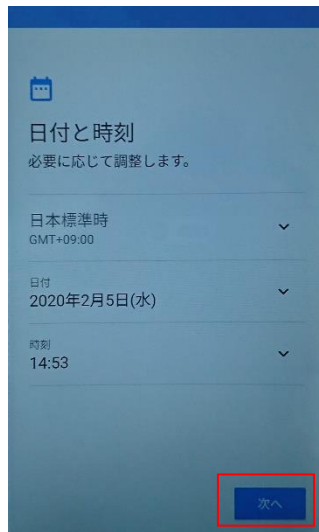 日付と時刻
必要に応じて調整します。
日本標準時
GMT+09:00
日付
2020年2月5日(水)
時刻
14:53
次へ